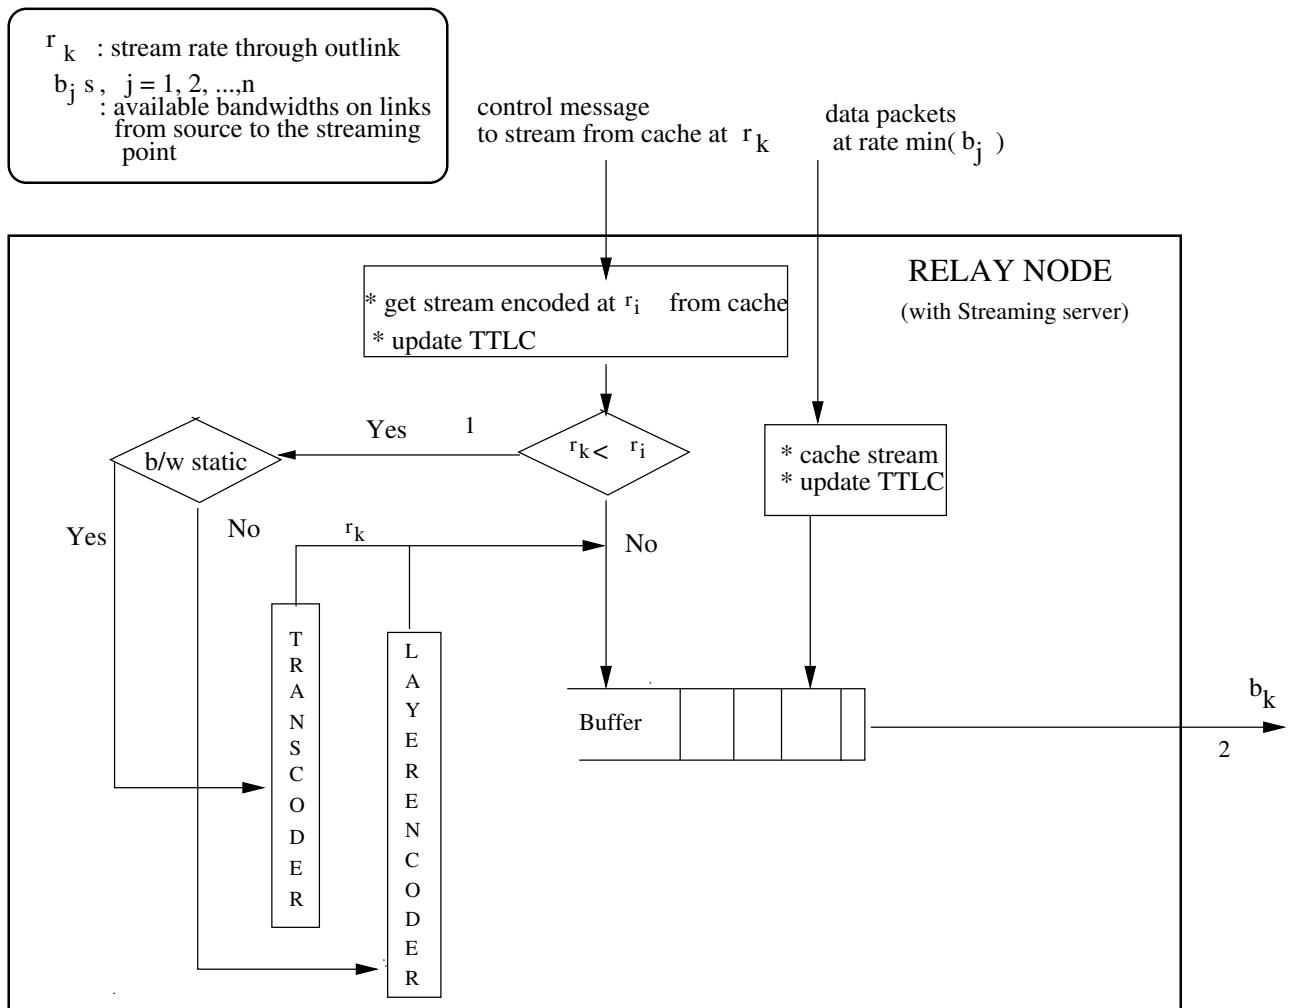 r k : stream rate through outlink
b j s , j = 1, 2, ...,n
: available bandwidths on links
from source to the streaming
point
control message
to stream from cache at r k
data packets
at rate min( b j )
RELAY NODE
(with Streaming server)
* get stream encoded at r i from cache
* update TTLC
Yes
1
r k < r i
b/w static
* cache stream
* update TTLC
Yes
No
r k
No
TRANSCODER
LAYERENCODER
Buffer
b k
2